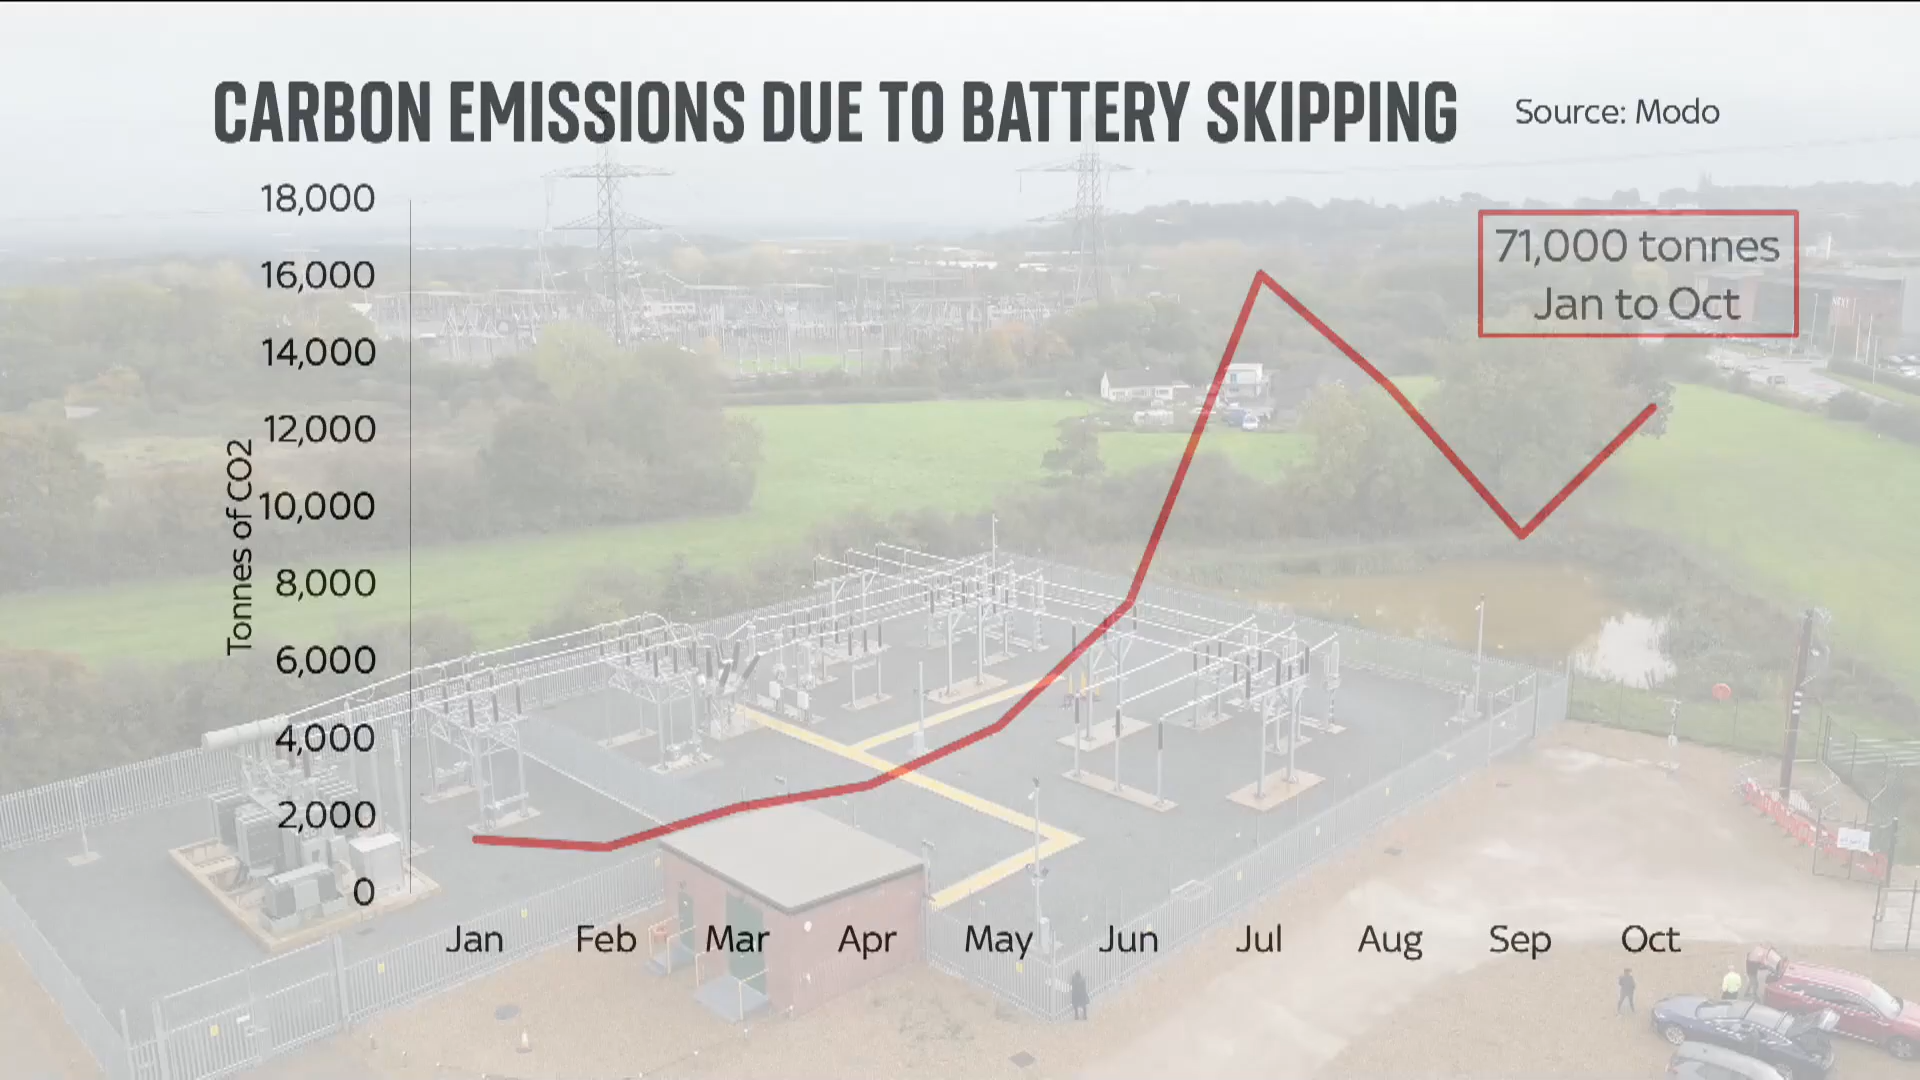 CARBON EMISSIONS DUE TO BATTERY SKIPPING
Source: Modo
71,000 tonnes
Jan to Oct
Tonnes of CO2
18,000
16,000
14,000
12,000
10,000
8,000
6,000
4,000
2,000
0
Jan Feb Mar Apr May Jun Jul Aug Sep Oct
NEXT